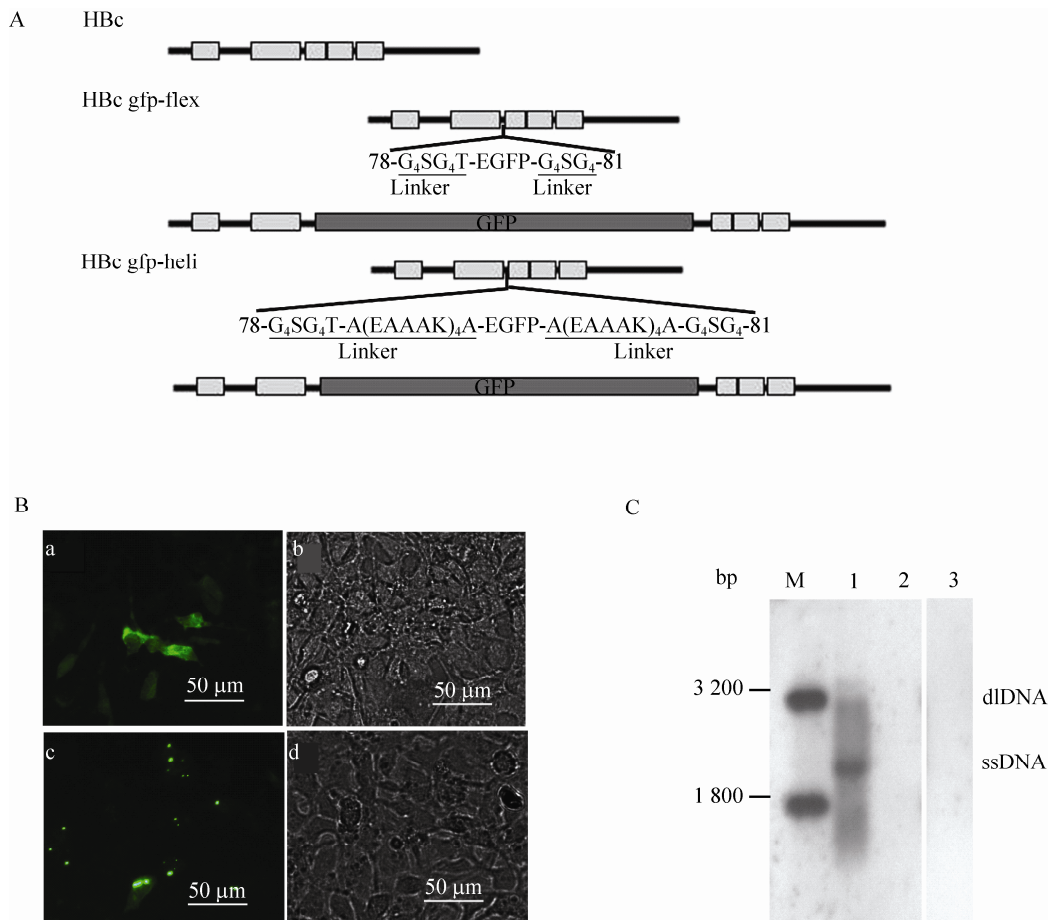 A
HBc
HBc gfp-flex
78-G₄SG₄T-EGFP-G₄SG₄-81
Linker Linker
GFP
HBc gfp-heli
78-G₄SG₄T-A(EAAAK)₄A-EGFP-A(EAAAK)₄A-G₄SG₄-81
Linker Linker
GFP
B
a
50 μm
b
50 μm
c
50 μm
d
50 μm
C
bp M 1 2 3
3 200
dlDNA
ssDNA
1 800